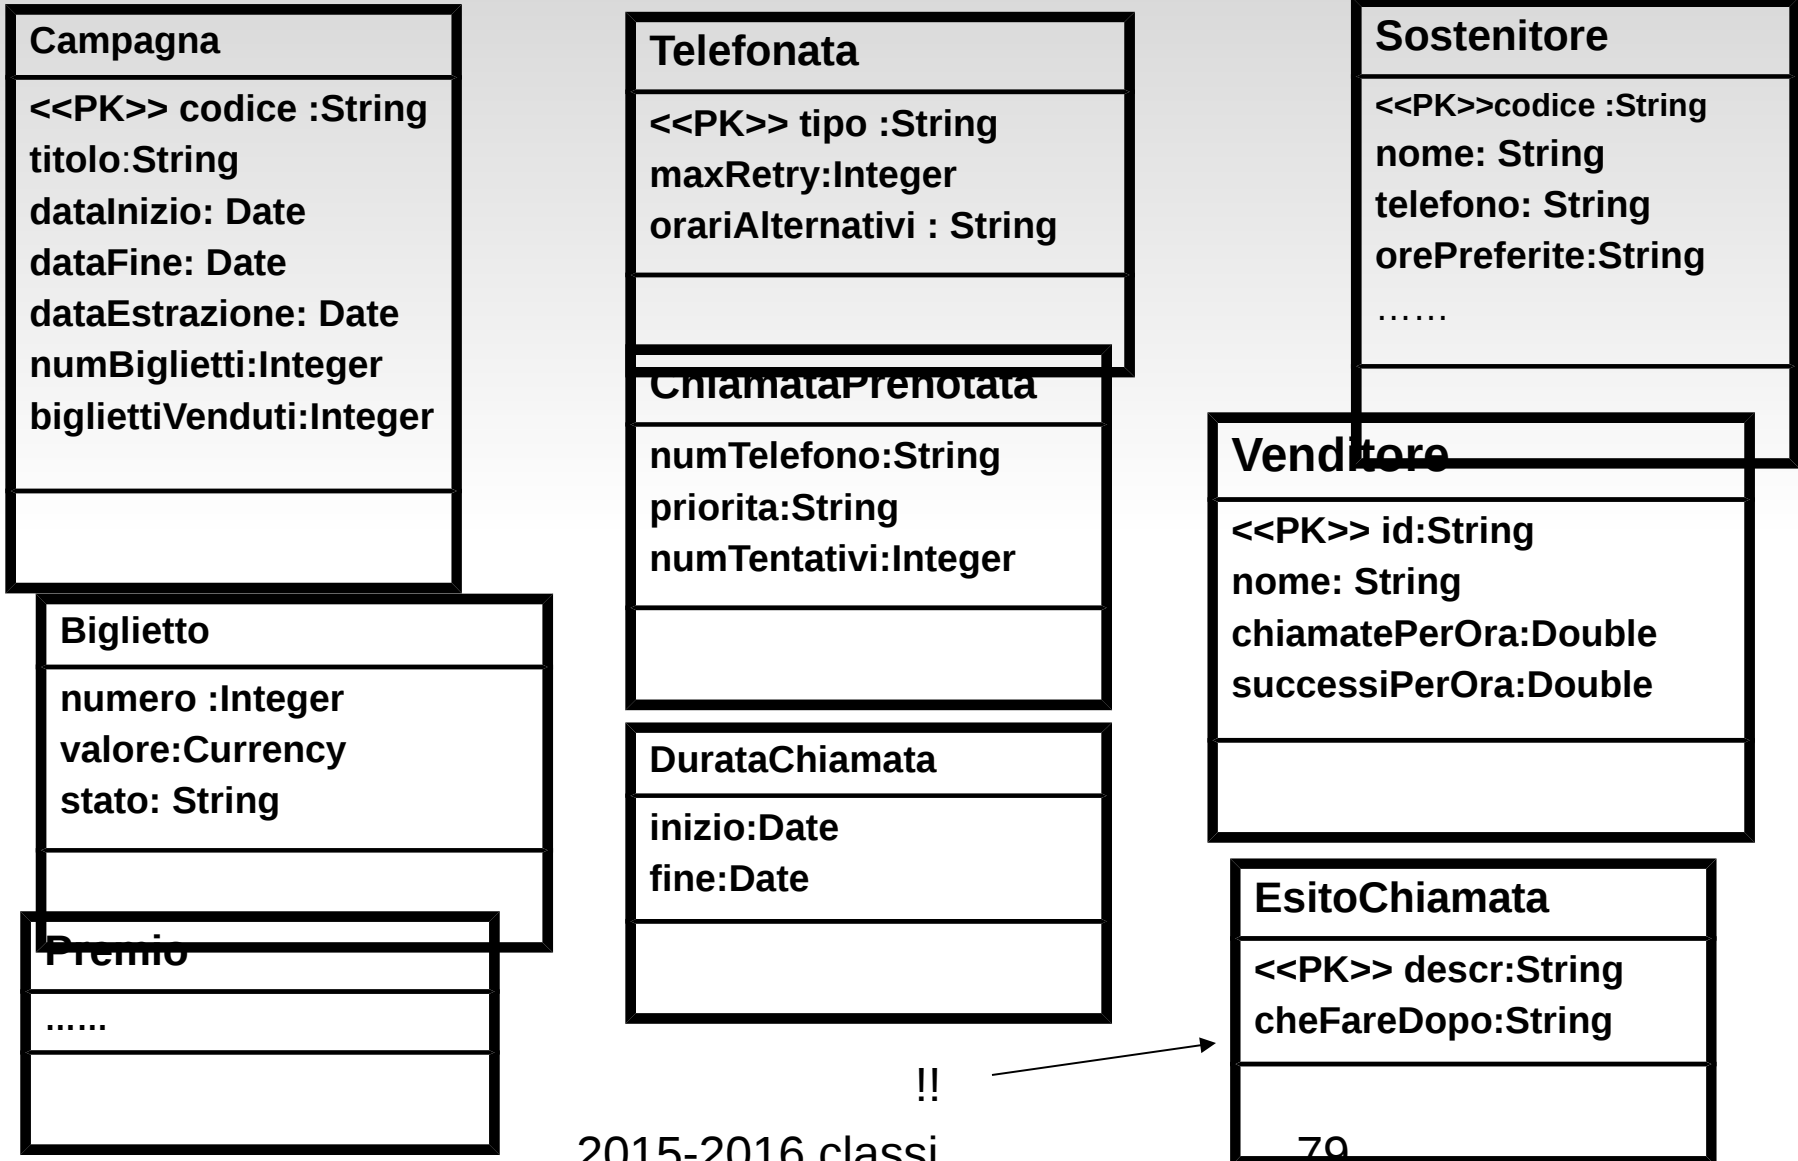 Campagna
<<PK>> codice :String
titolo:String
dataInizio: Date
dataFine: Date
dataEstrazione: Date
numBiglietti:Integer
bigliettiVenduti:Integer
Biglietto
numero :Integer
valore:Currency
stato: String
Premio
……
Telefonata
<<PK>> tipo :String
maxRetry:Integer
orariAlternativi : String
ChiamataPrenotata
numTelefono:String
priorita:String
numTentativi:Integer
DurataChiamata
inizio:Date
fine:Date
Sostenitore
<<PK>>codice :String
nome: String
telefono: String
orePreferite:String
……
Venditore
<<PK>> id:String
nome: String
chiamatePerOra:Double
successiPerOra:Double
EsitoChiamata
<<PK>> descr:String
cheFareDopo:String
!!
2015-2016 classi
79